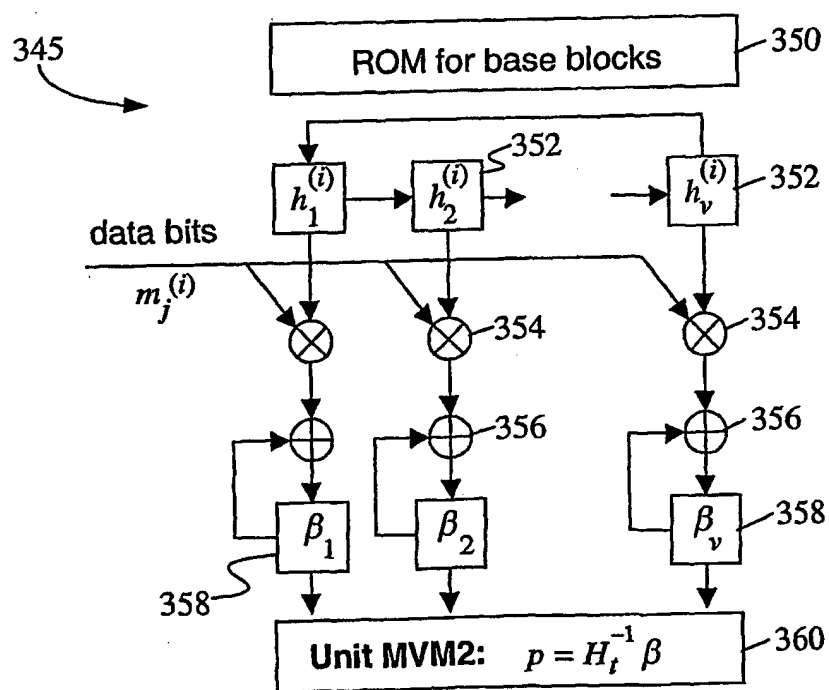 345
ROM for base blocks
350
h_1^{(i)} h_2^{(i)} 352 h_v^{(i)} 352
data bits
m_j^{(i)}
354 354
356 356
β_1 β_2 β_v 358
358
Unit MVM2: p = H_t^{-1} β 360